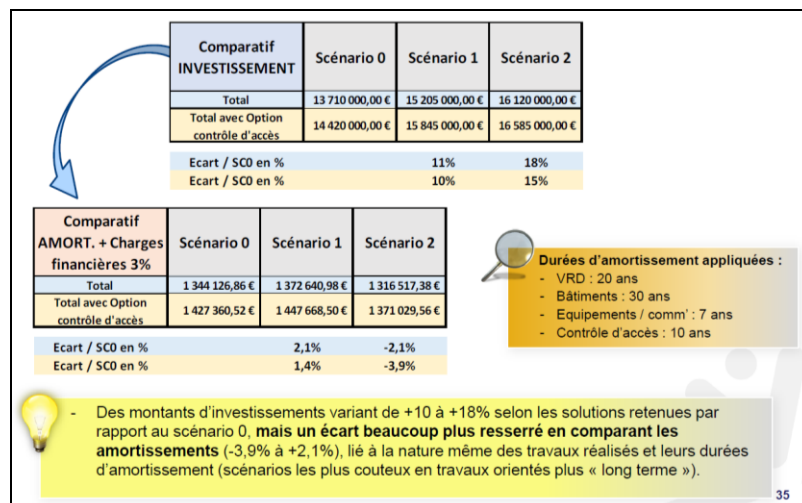 Comparatif
INVESTISSEMENT
Scénario 0
Scénario 1
Scénario 2
Total
13 710 000,00 €
15 205 000,00 €
16 120 000,00 €
Total avec Option
contrôle d'accès
14 420 000,00 €
15 845 000,00 €
16 585 000,00 €
Ecart / SC0 en %
11%
18%
Ecart / SC0 en %
10%
15%
Comparatif
AMORT. + Charges
financières 3%
Scénario 0
Scénario 1
Scénario 2
Total
1 344 126,86 €
1 372 640,98 €
1 316 517,38 €
Total avec Option
contrôle d'accès
1 427 360,52 €
1 447 668,50 €
1 371 029,56 €
Ecart / SC0 en %
2,1%
-2,1%
Ecart / SC0 en %
1,4%
-3,9%
Durées d'amortissement appliquées :
- VRD : 20 ans
- Bâtiments : 30 ans
- Equipements / comm' : 7 ans
- Contrôle d'accès : 10 ans
- Des montants d'investissements variant de +10 à +18% selon les solutions retenues par
rapport au scénario 0, mais un écart beaucoup plus resserré en comparant les
amortissements (-3,9% à +2,1%), lié à la nature même des travaux réalisés et leurs durées
d'amortissement (scénarios les plus couteux en travaux orientés plus « long terme »).
35